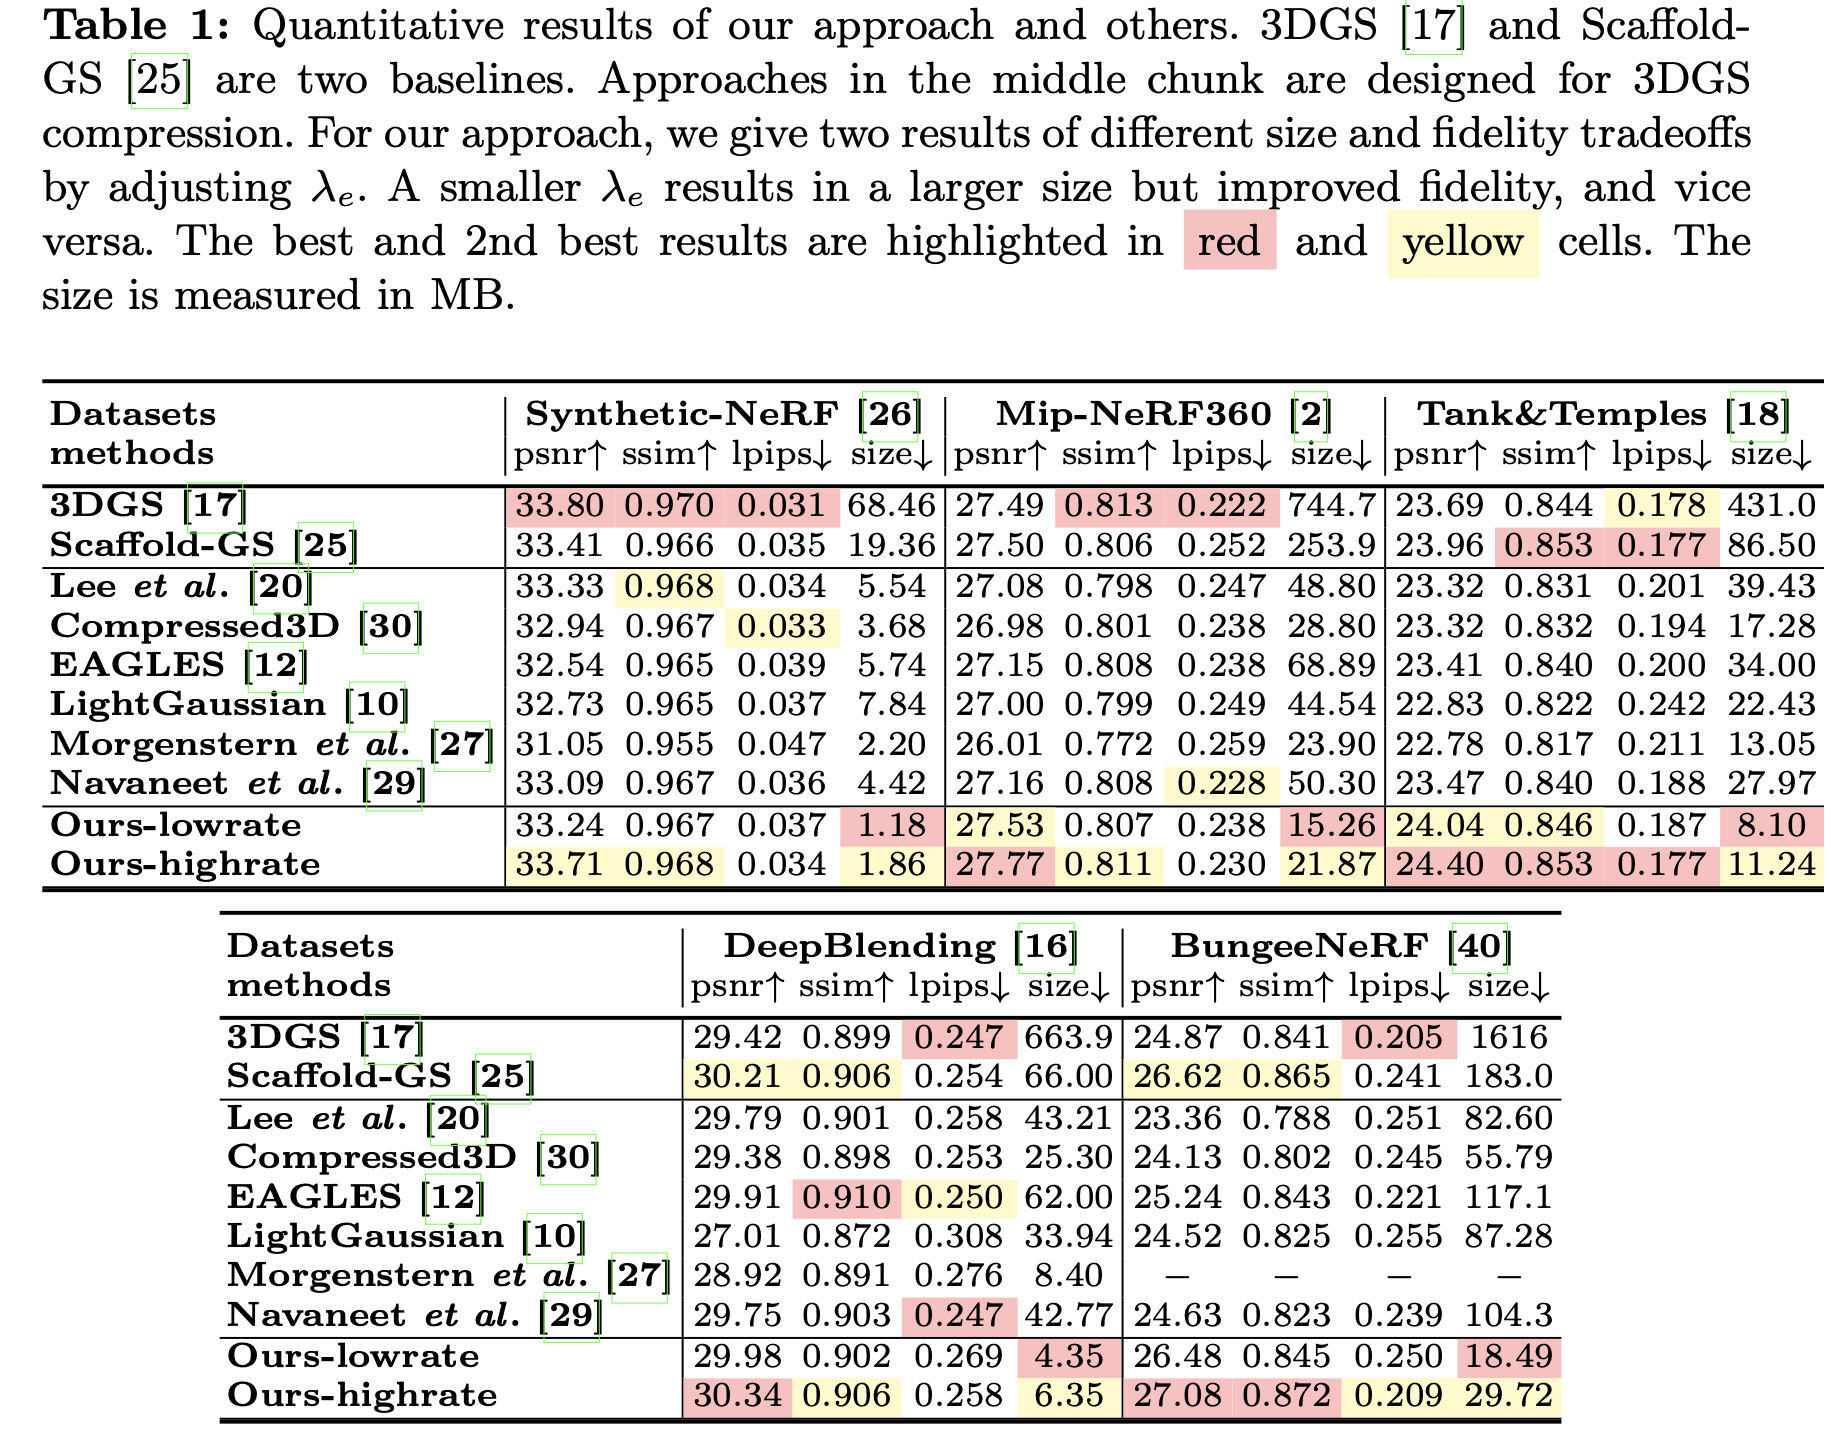 Table 1: Quantitative results of our approach and others. 3DGS [17] and Scaffold-
GS [25] are two baselines. Approaches in the middle chunk are designed for 3DGS
compression. For our approach, we give two results of different size and fidelity tradeoffs
by adjusting λe. A smaller λe results in a larger size but improved fidelity, and vice
versa. The best and 2nd best results are highlighted in red and yellow cells. The
size is measured in MB.
Datasets Synthetic-NeRF [26] Mip-NeRF360 [2] Tank&Temples [18]
methods psnr↑ ssim↑ lpips↓ size↓ psnr↑ ssim↑ lpips↓ size↓ psnr↑ ssim↑ lpips↓ size↓
3DGS [17] 33.80 0.970 0.031 68.46 27.49 0.813 0.222 744.7 23.69 0.844 0.178 431.0
Scaffold-GS [25] 33.41 0.966 0.035 19.36 27.50 0.806 0.252 253.9 23.96 0.853 0.177 86.50
Lee et al. [20] 33.33 0.968 0.034 5.54 27.08 0.798 0.247 48.80 23.32 0.831 0.201 39.43
Compressed3D [30] 32.94 0.967 0.033 3.68 26.98 0.801 0.238 28.80 23.32 0.832 0.194 17.28
EAGLES [12] 32.54 0.965 0.039 5.74 27.15 0.808 0.238 68.89 23.41 0.840 0.200 34.00
LightGaussian [10] 32.73 0.965 0.037 7.84 27.00 0.799 0.249 44.54 22.83 0.822 0.242 22.43
Morgenstern et al. [27] 31.05 0.955 0.047 2.20 26.01 0.772 0.259 23.90 22.78 0.817 0.211 13.05
Navaneet et al. [29] 33.09 0.967 0.036 4.42 27.16 0.808 0.228 50.30 23.47 0.840 0.188 27.97
Ours-lowrate 33.24 0.967 0.037 1.18 27.53 0.807 0.238 15.26 24.04 0.846 0.187 8.10
Ours-highrate 33.71 0.968 0.034 1.86 27.77 0.811 0.230 21.87 24.40 0.853 0.177 11.24
Datasets DeepBlending [16] BungeeNeRF [40]
methods psnr↑ ssim↑ lpips↓ size↓ psnr↑ ssim↑ lpips↓ size↓
3DGS [17] 29.42 0.899 0.247 663.9 24.87 0.841 0.205 1616
Scaffold-GS [25] 30.21 0.906 0.254 66.00 26.62 0.865 0.241 183.0
Lee et al. [20] 29.79 0.901 0.258 43.21 23.36 0.788 0.251 82.60
Compressed3D [30] 29.38 0.898 0.253 25.30 24.13 0.802 0.245 55.79
EAGLES [12] 29.91 0.910 0.250 62.00 25.24 0.843 0.221 117.1
LightGaussian [10] 27.01 0.872 0.308 33.94 24.52 0.825 0.255 87.28
Morgenstern et al. [27] 28.92 0.891 0.276 8.40 – – – –
Navaneet et al. [29] 29.75 0.903 0.247 42.77 24.63 0.823 0.239 104.3
Ours-lowrate 29.98 0.902 0.269 4.35 26.48 0.845 0.250 18.49
Ours-highrate 30.34 0.906 0.258 6.35 27.08 0.872 0.209 29.72